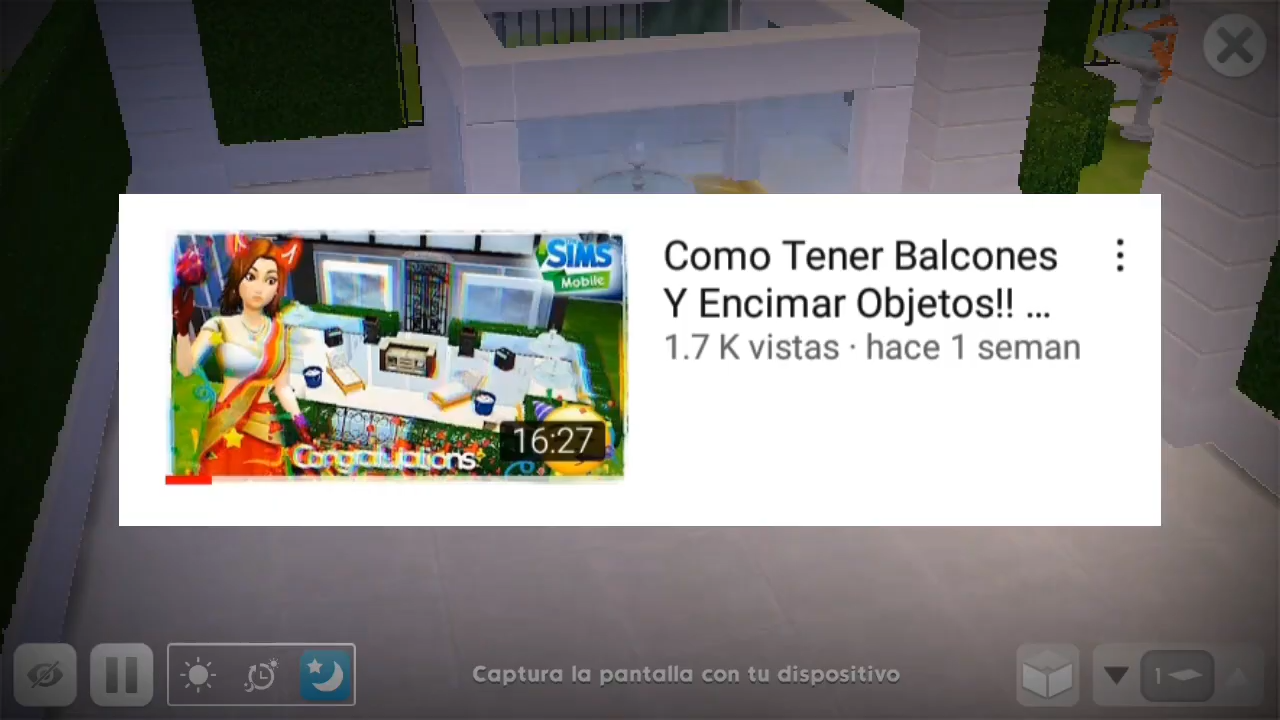 SIMS
Mobile
Como Tener Balcones
Y Encimar Objetos!! ...
1.7 K vistas · hace 1 seman
16:27
Congratulations
Captura la pantalla con tu dispositivo
1